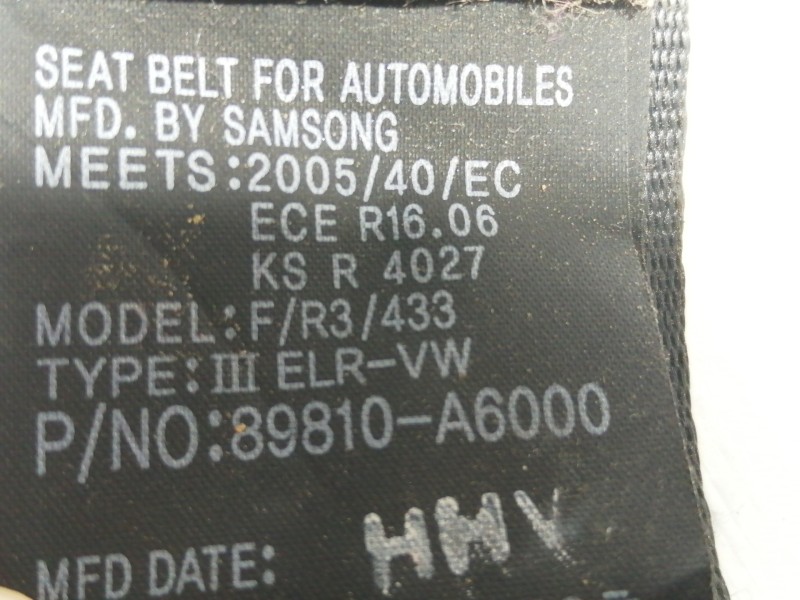 SEAT BELT FOR AUTOMOBILES
MFD. BY SAMSONG
MEETS:2005/40/EC
ECE R16.06
KS R 4027
MODEL:F/R3/433
TYPE:III ELR-VW
P/NO:89810-A6000
MFD DATE: